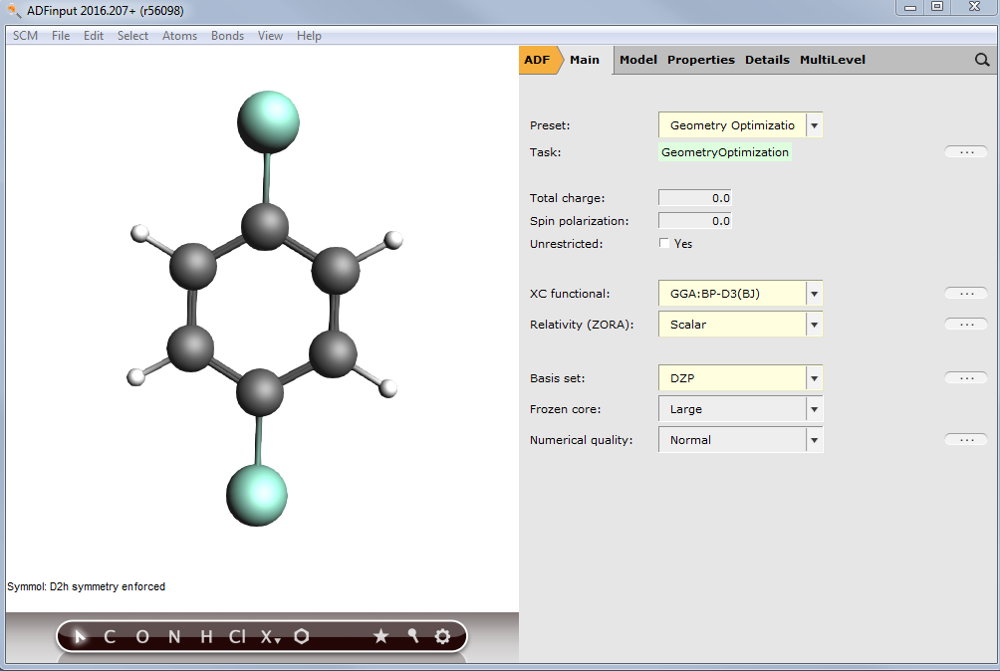 ADFinput 2016.207+ (r56098)
SCM File Edit Select Atoms Bonds View Help
ADF Main Model Properties Details MultiLevel
Preset: Geometry Optimizatio
Task: GeometryOptimization ...
Total charge: 0.0
Spin polarization: 0.0
Unrestricted: Yes
XC functional: GGA:BP-D3(BJ) ...
Relativity (ZORA): Scalar ...
Basis set: DZP ...
Frozen core: Large
Numerical quality: Normal ...
Symmol: D2h symmetry enforced
C O N H Cl X